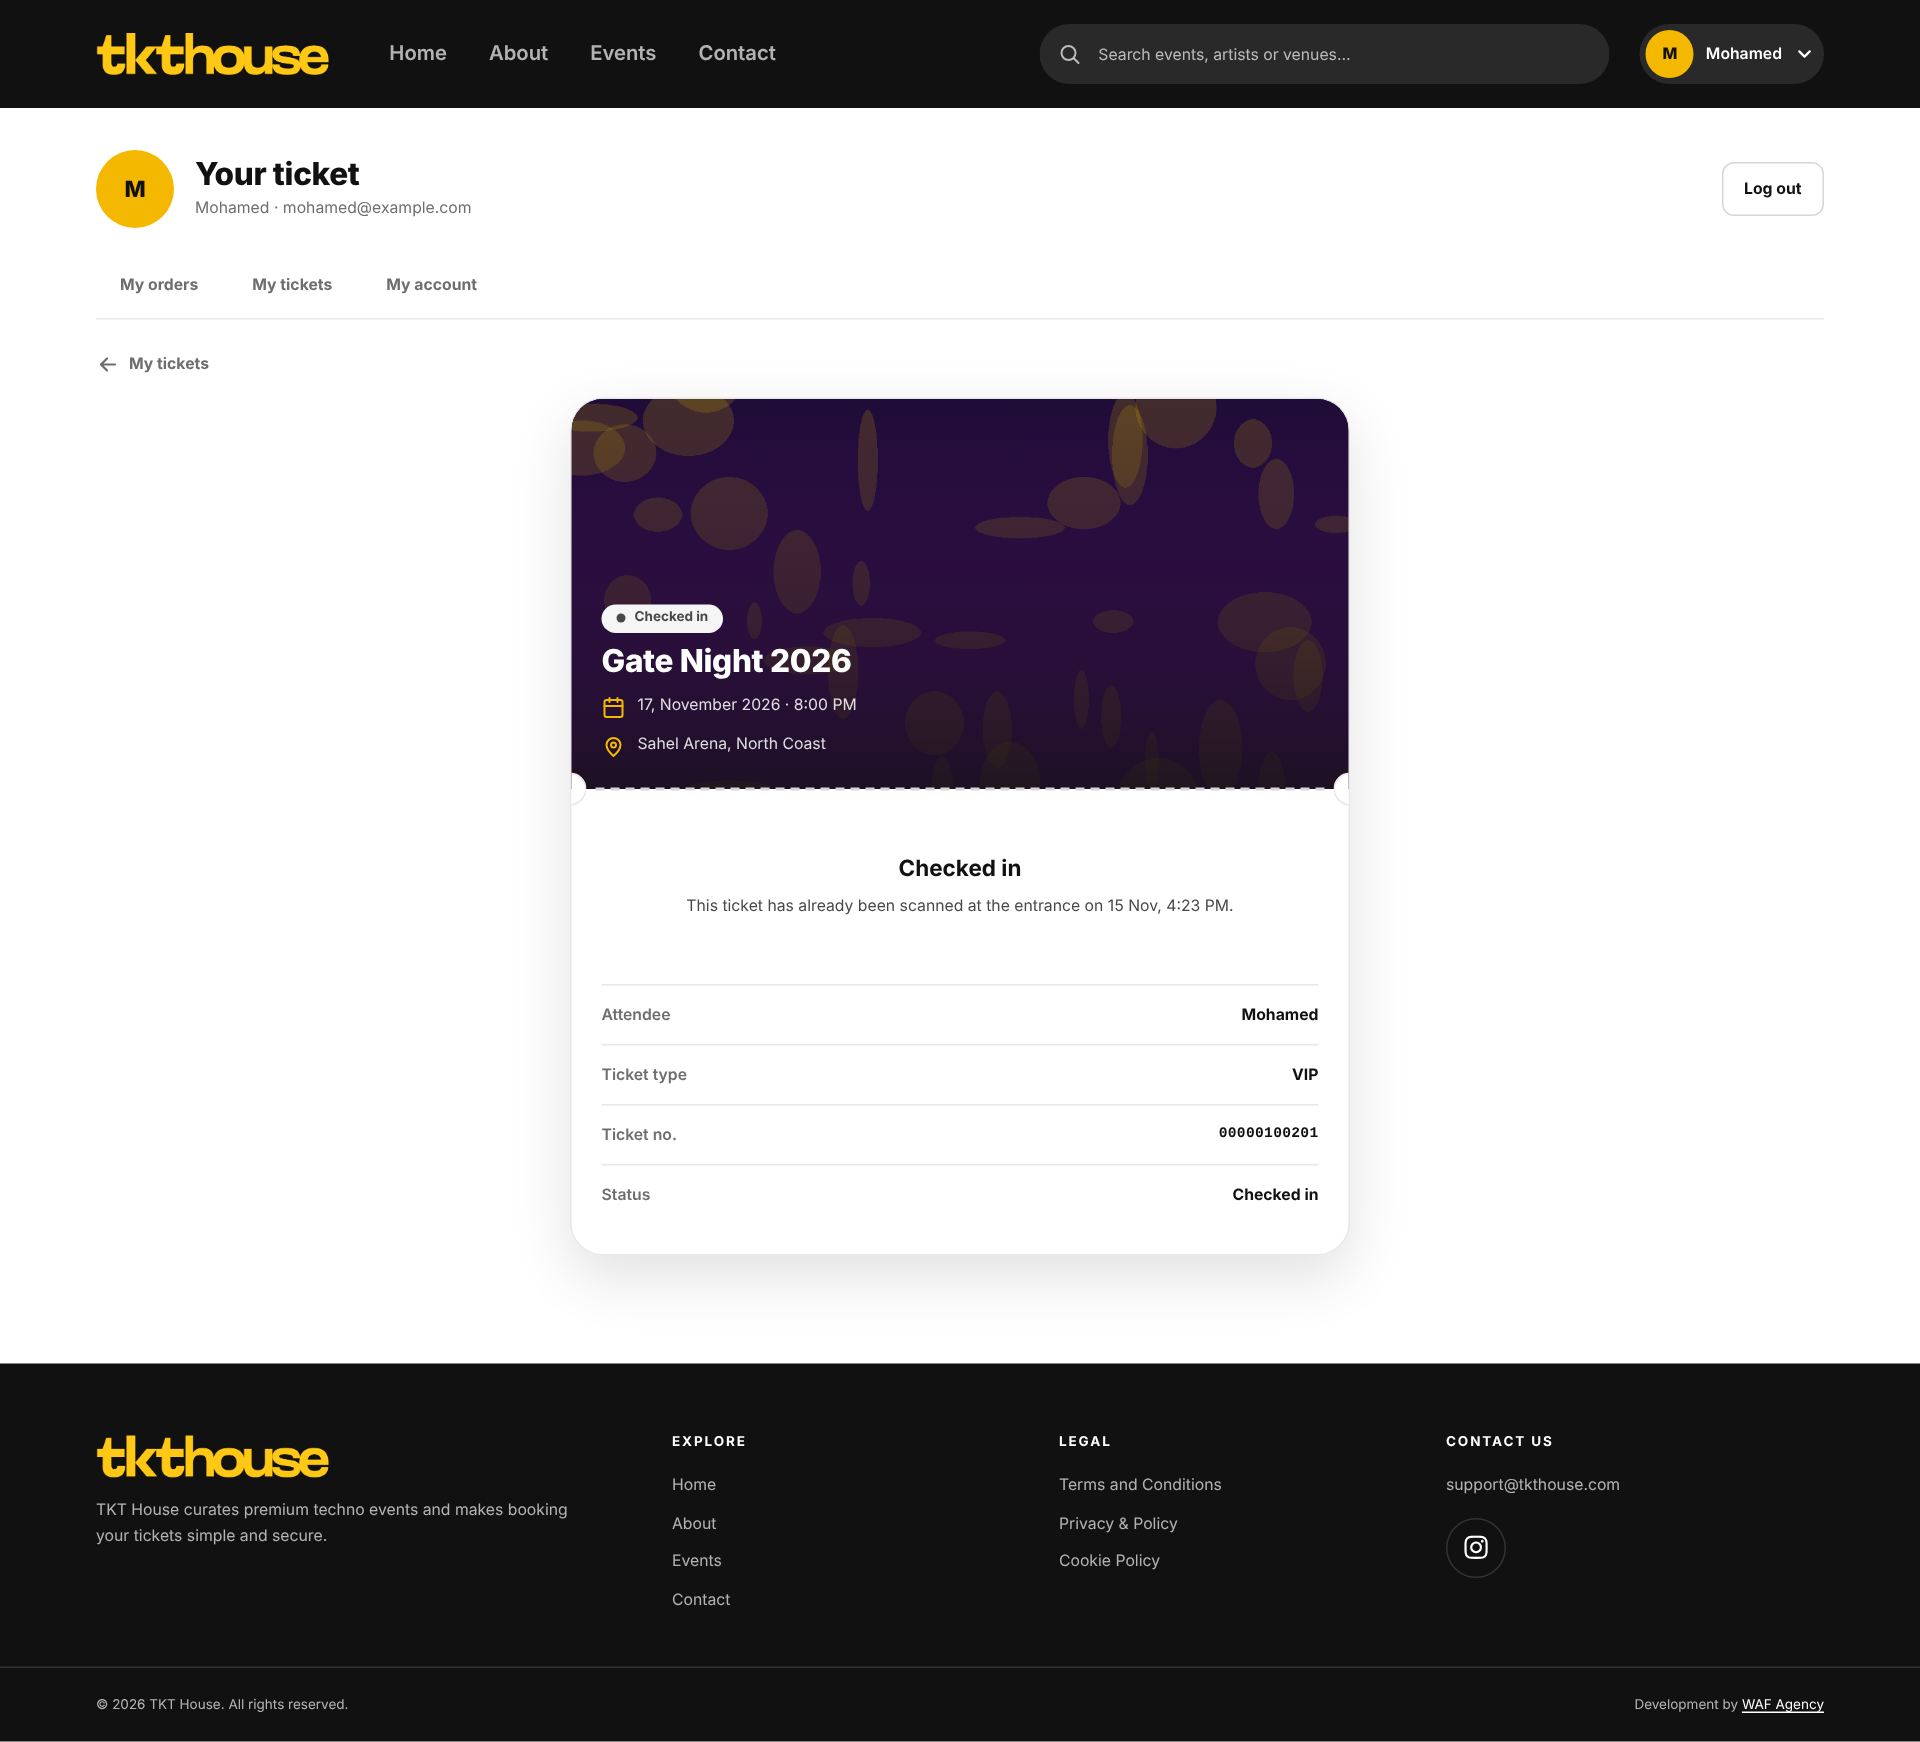 tkthouse
Home
About
Events
Contact
Search events, artists or venues...
M
Mohamed
M
Your ticket
Mohamed · mohamed@example.com
Log out
My orders
My tickets
My account
My tickets
Checked in
Gate Night 2026
17, November 2026 · 8:00 PM
Sahel Arena, North Coast
Checked in
This ticket has already been scanned at the entrance on 15 Nov, 4:23 PM.
Attendee
Mohamed
Ticket type
VIP
Ticket no.
00000100201
Status
Checked in
tkthouse
TKT House curates premium techno events and makes booking
your tickets simple and secure.
EXPLORE
Home
About
Events
Contact
LEGAL
Terms and Conditions
Privacy & Policy
Cookie Policy
CONTACT US
support@tkthouse.com
© 2026 TKT House. All rights reserved.
Development by WAF Agency